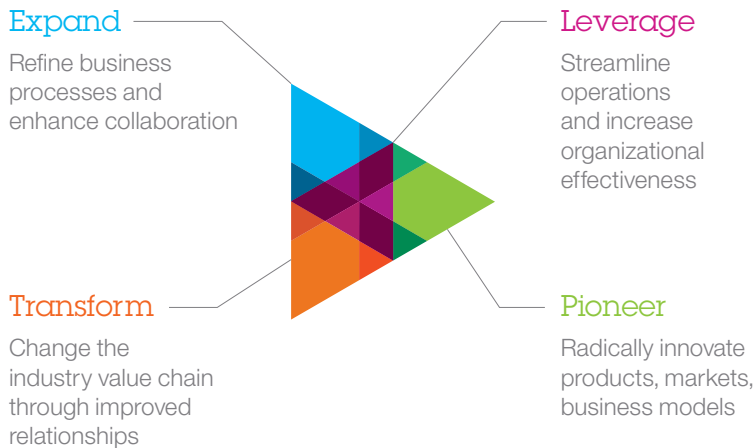 Expand
Refine business
processes and
enhance collaboration
Leverage
Streamline
operations
and increase
organizational
effectiveness
Transform
Change the
industry value chain
through improved
relationships
Pioneer
Radically innovate
products, markets,
business models